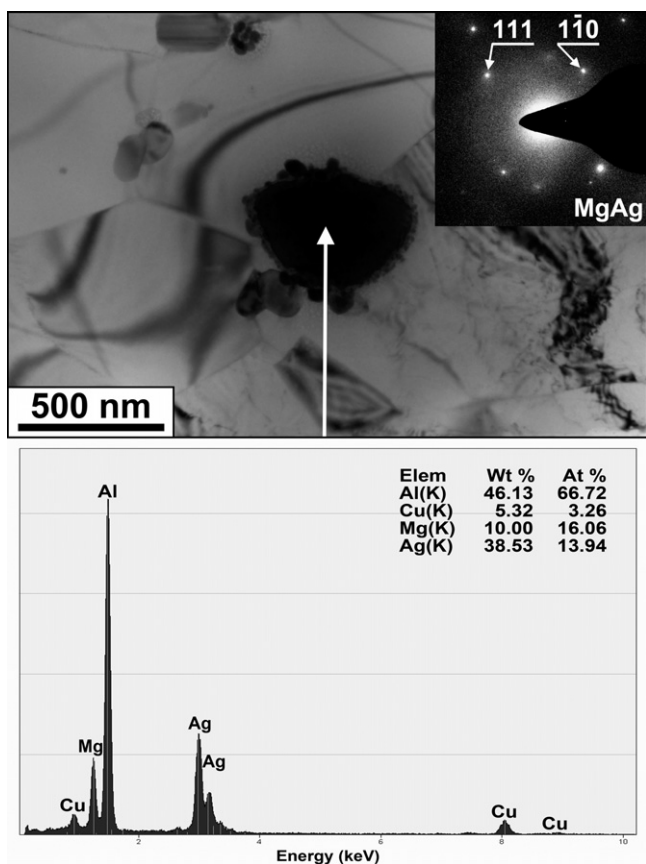 111 11̄0
MgAg
500 nm
Elem Wt % At %
Al(K) 46.13 66.72
Cu(K) 5.32 3.26
Mg(K) 10.00 16.06
Ag(K) 38.53 13.94
Al
Ag
Mg
Ag
Cu
Cu
Cu
2 4 6 8 10
Energy (keV)